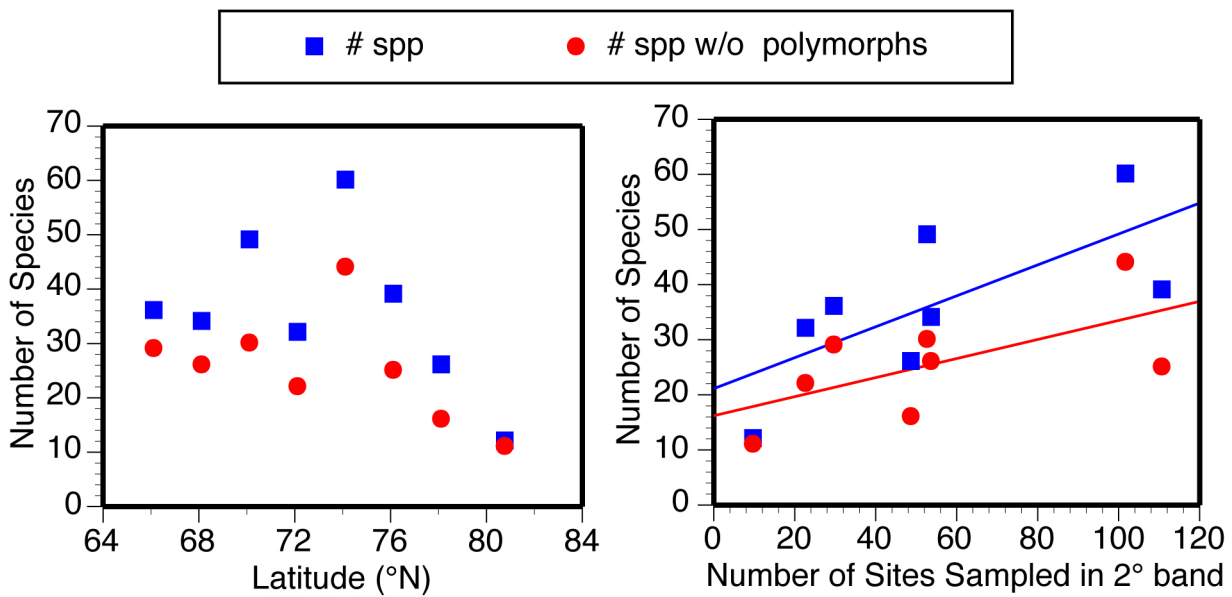 # spp # spp w/o polymorphs
70
60
50
40
30
20
10
0
64 68 72 76 80 84
Number of Species
Latitude (°N)
70
60
50
40
30
20
10
0
0 20 40 60 80 100 120
Number of Species
Number of Sites Sampled in 2° band